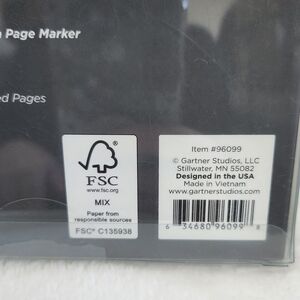 Page Marker
ed Pages
FSC
www.fsc.org
MIX
Paper from
responsible sources
FSC® C135938
Item #96099
© Gartner Studios, LLC
Stillwater, MN 55082
Designed in the USA
Made in Vietnam
www.gartnerstudios.com
6 34680 96099 8